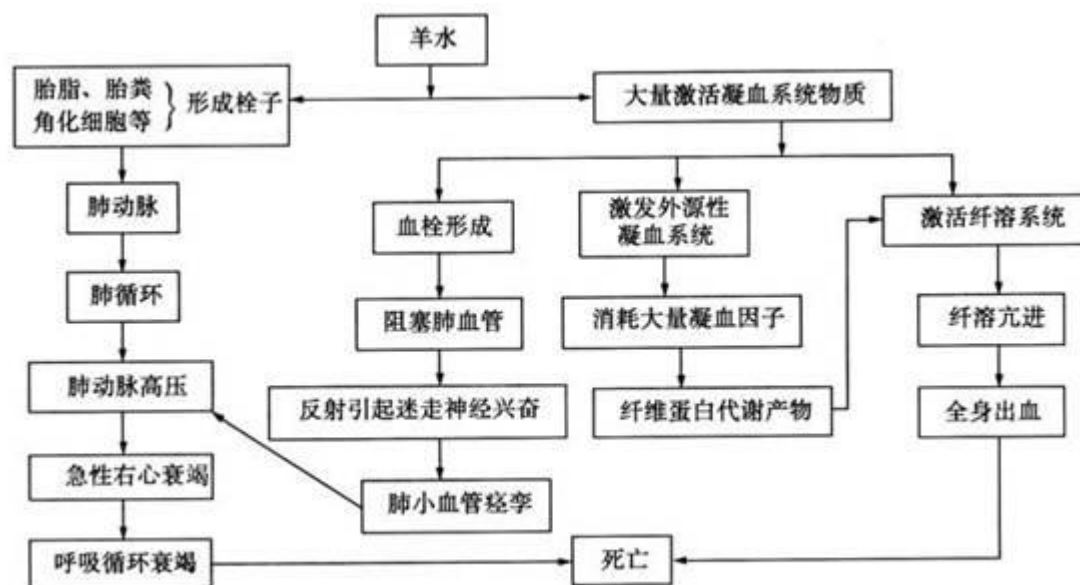 羊水
胎脂、胎粪
角化细胞等
形成栓子
大量激活凝血系统物质
肺动脉
血栓形成
激发外源性
凝血系统
激活纤溶系统
肺循环
阻塞肺血管
消耗大量凝血因子
纤溶亢进
肺动脉高压
反射引起迷走神经兴奋
纤维蛋白代谢产物
全身出血
急性右心衰竭
肺小血管痉挛
呼吸循环衰竭
死亡